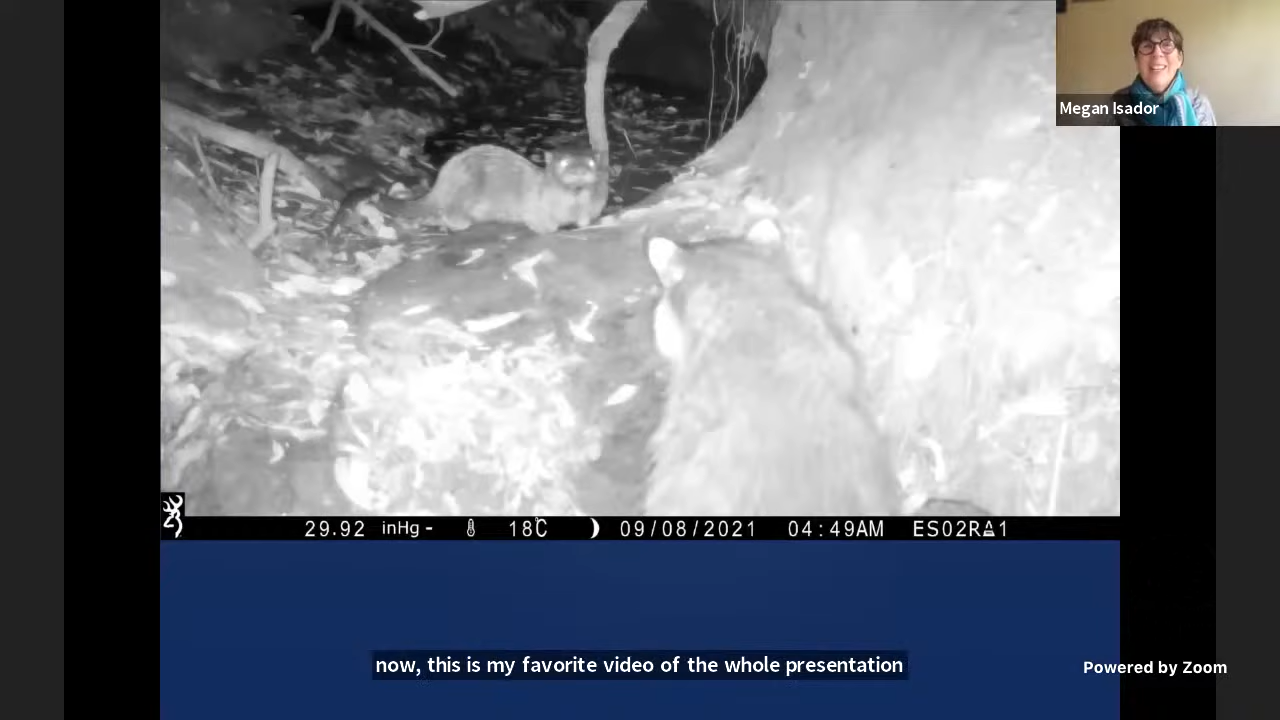 Megan Isador
29.92 inHg - 18C 09/08/2021 04:49AM ES02RA1
now, this is my favorite video of the whole presentation
Powered by Zoom